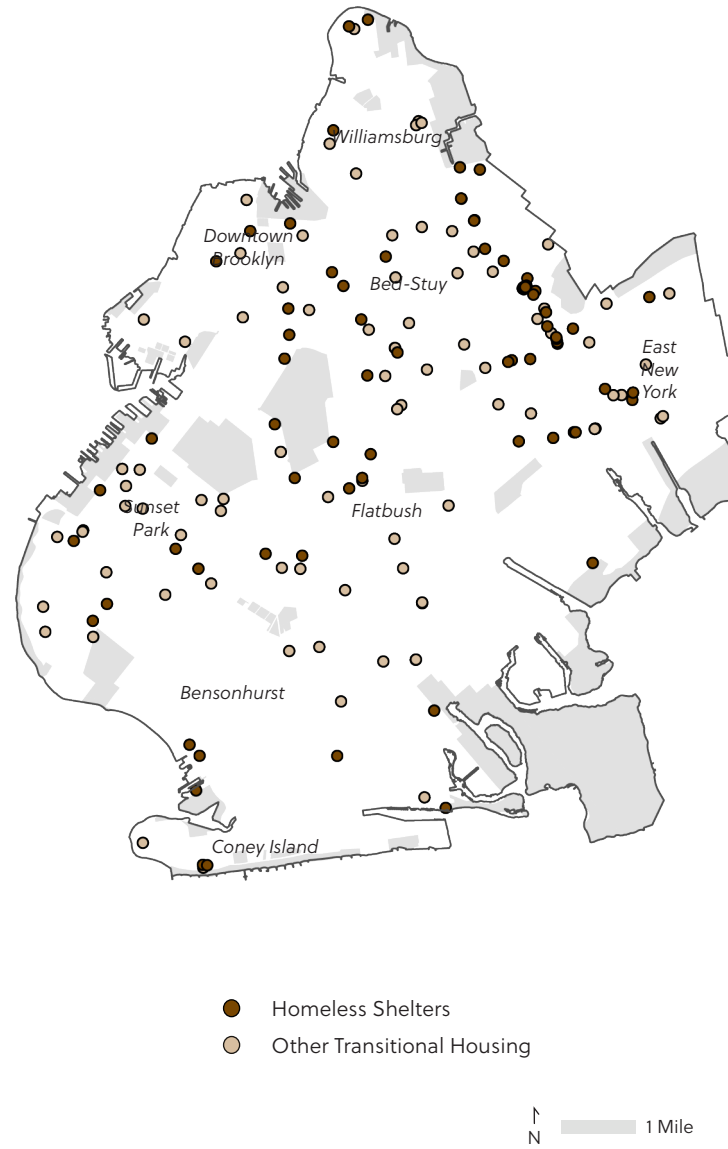 Williamsburg
Downtown
Brooklyn
Bed-Stuy
East
New
York
Sunset
Park
Flatbush
Bensonhurst
Coney Island
Homeless Shelters
Other Transitional Housing
N
1 Mile